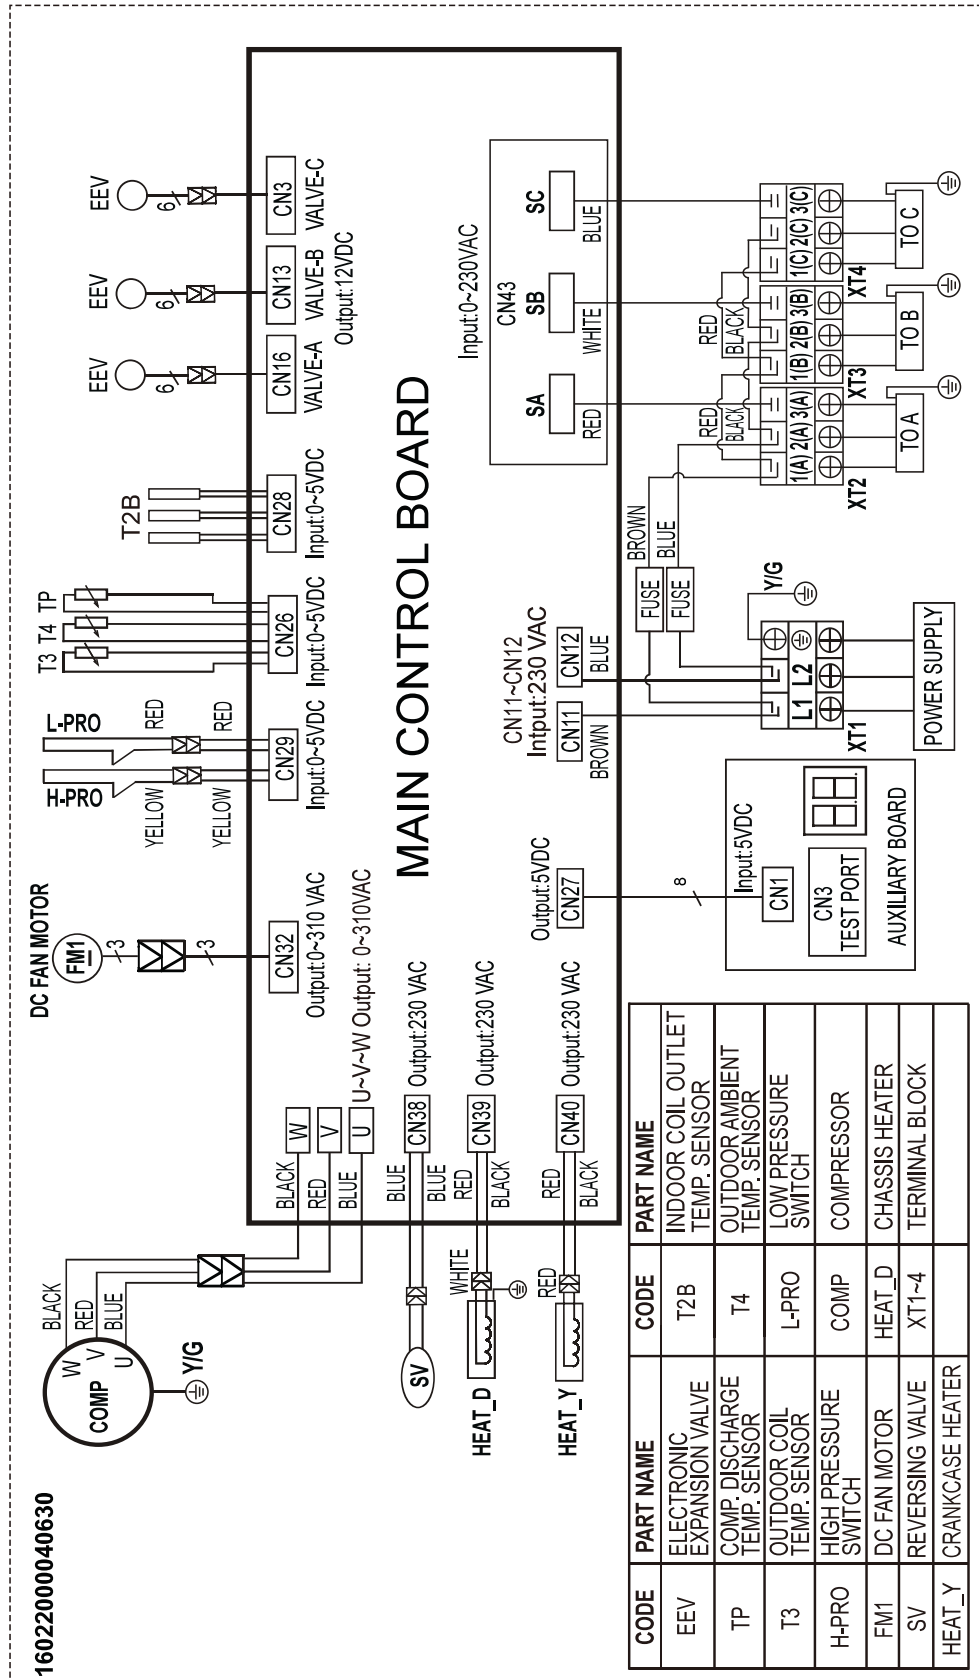 16022000040630
BLACK
RED
BLUE
W
V
U
COMP
Y/G
BLACK
RED
BLUE
W
V
U
U~V~W Output: 0~310VAC
DC FAN MOTOR
FM1
3
3
CN32
Output:0~310 VAC
H-PRO
L-PRO
YELLOW
RED
YELLOW
RED
CN29
Input:0~5VDC
T3
T4
TP
CN26
Input:0~5VDC
T2B
CN28
Input:0~5VDC
EEV
EEV
EEV
6
6
6
CN16
CN13
CN3
VALVE-A
VALVE-B
VALVE-C
Output:12VDC
MAIN CONTROL BOARD
SV
BLUE
BLUE
CN38
Output:230 VAC
HEAT_D
WHITE
RED
BLACK
CN39
Output:230 VAC
HEAT_Y
RED
RED
BLACK
CN40
Output:230 VAC
Output:5VDC
CN27
8
CN11~CN12
Intput:230 VAC
CN11
CN12
BROWN
BLUE
Input:0~230VAC
CN43
SA
SB
SC
RED
WHITE
BLUE
BROWN
BLUE
FUSE
FUSE
RED
BLACK
RED
BLACK
1(A) 2(A) 3(A)
1(B) 2(B) 3(B)
1(C) 2(C) 3(C)
XT2
XT3
XT4
TO A
TO B
TO C
Y/G
L1 L2
XT1
POWER SUPPLY
Input:5VDC
CN1
CN3
TEST PORT
AUXILIARY BOARD
CODE PART NAME CODE PART NAME
EEV ELECTRONIC EXPANSION VALVE T2B INDOOR COIL OUTLET TEMP. SENSOR
TP COMP. DISCHARGE TEMP. SENSOR T4 OUTDOOR AMBIENT TEMP. SENSOR
T3 OUTDOOR COIL TEMP. SENSOR L-PRO LOW PRESSURE SWITCH
H-PRO HIGH PRESSURE SWITCH COMP COMPRESSOR
FM1 DC FAN MOTOR HEAT_D CHASSIS HEATER
SV REVERSING VALVE XT1~4 TERMINAL BLOCK
HEAT_Y CRANKCASE HEATER